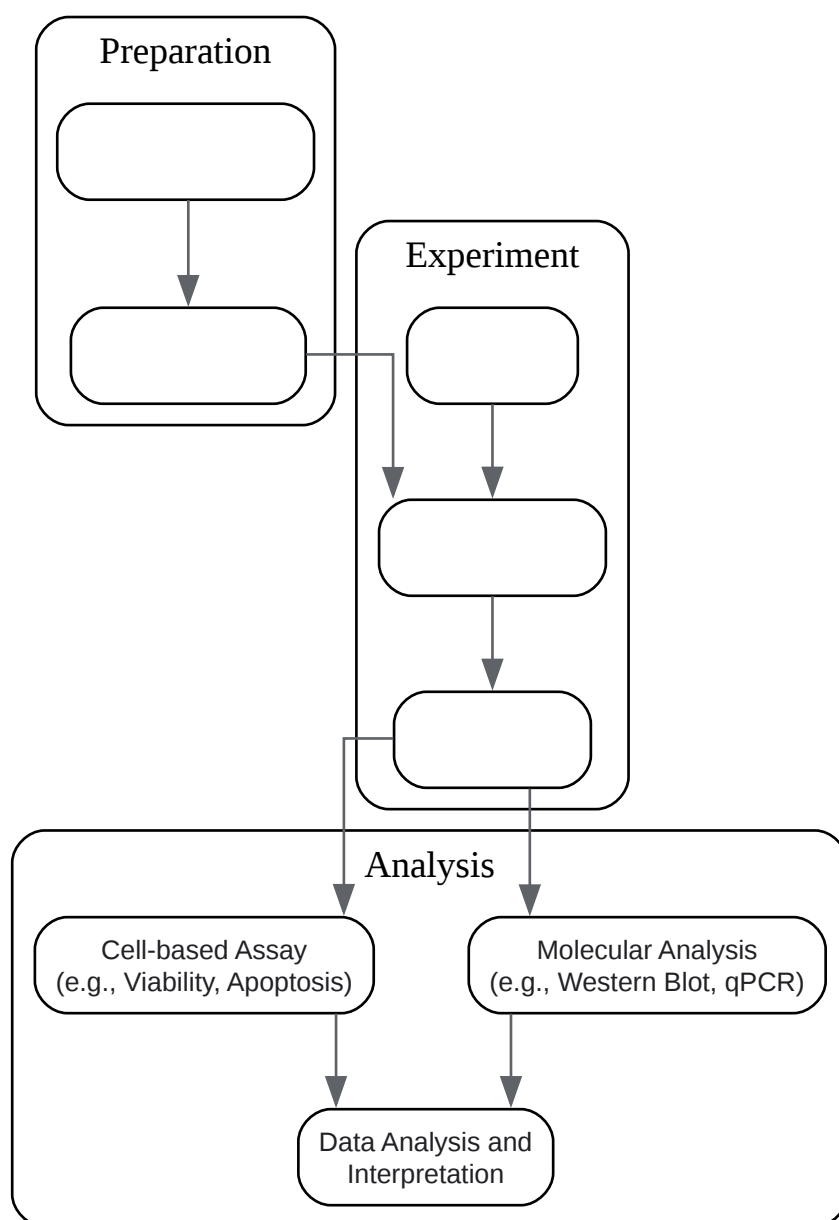 Preparation
Experiment
Analysis
Cell-based Assay
(e.g., Viability, Apoptosis)
Molecular Analysis
(e.g., Western Blot, qPCR)
Data Analysis and
Interpretation